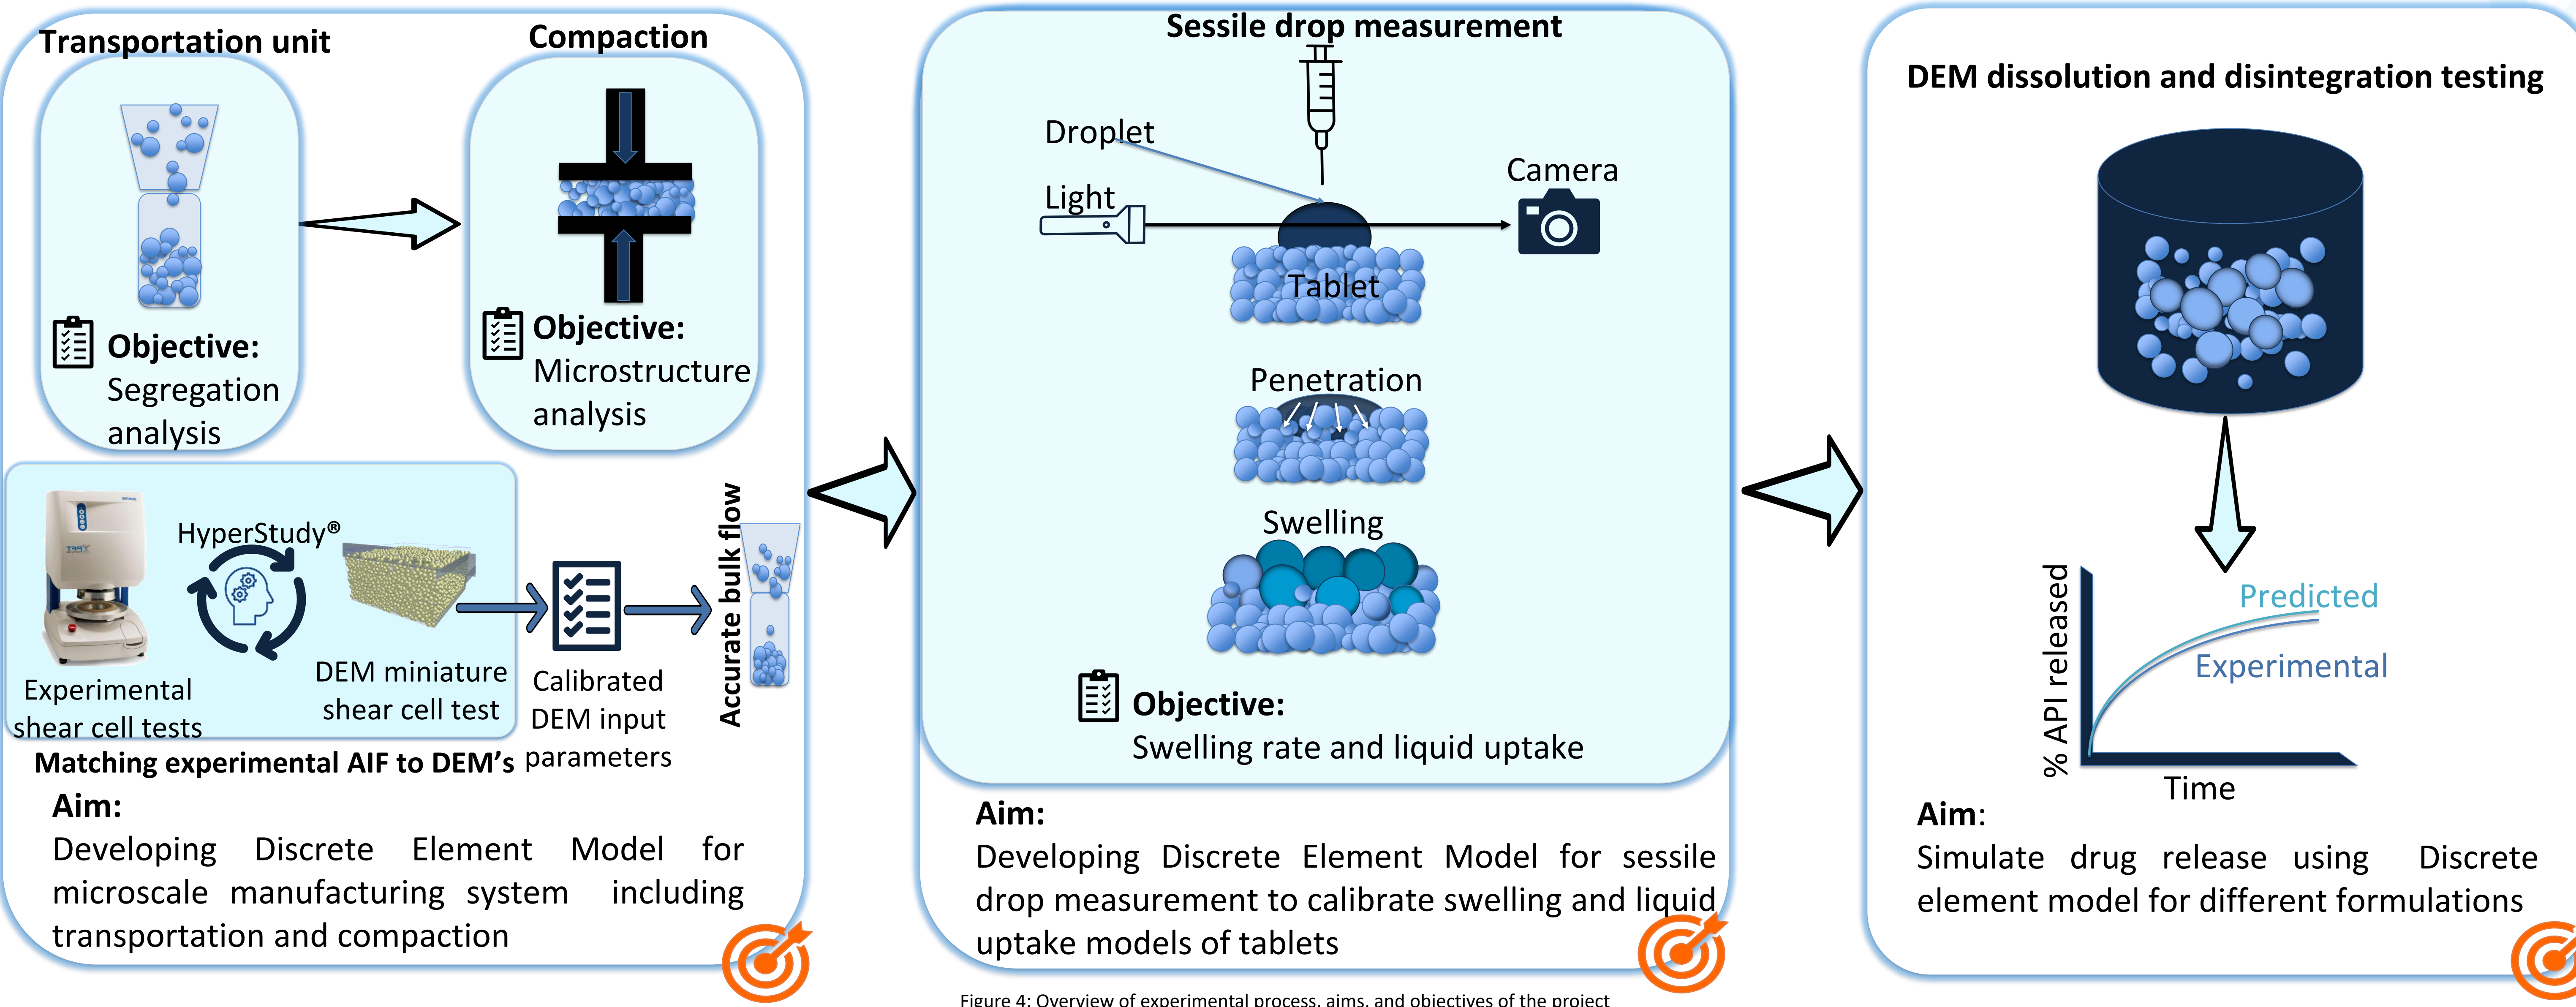 Transportation unit
Compaction
Objective:
Segregation
analysis
Objective:
Microstructure
analysis
HyperStudy®
Experimental
shear cell tests
DEM miniature
shear cell test
Calibrated
DEM input
parameters
Accurate bulk flow
Matching experimental AIF to DEM’s
Aim:
Developing Discrete Element Model for
microscale manufacturing system including
transportation and compaction
Sessile drop measurement
Droplet
Light
Camera
Tablet
Penetration
Swelling
Objective:
Swelling rate and liquid uptake
Aim:
Developing Discrete Element Model for sessile
drop measurement to calibrate swelling and liquid
uptake models of tablets
DEM dissolution and disintegration testing
% API released
Predicted
Experimental
Time
Aim:
Simulate drug release using Discrete
element model for different formulations
Figure 4: Overview of experimental process, aims, and objectives of the project